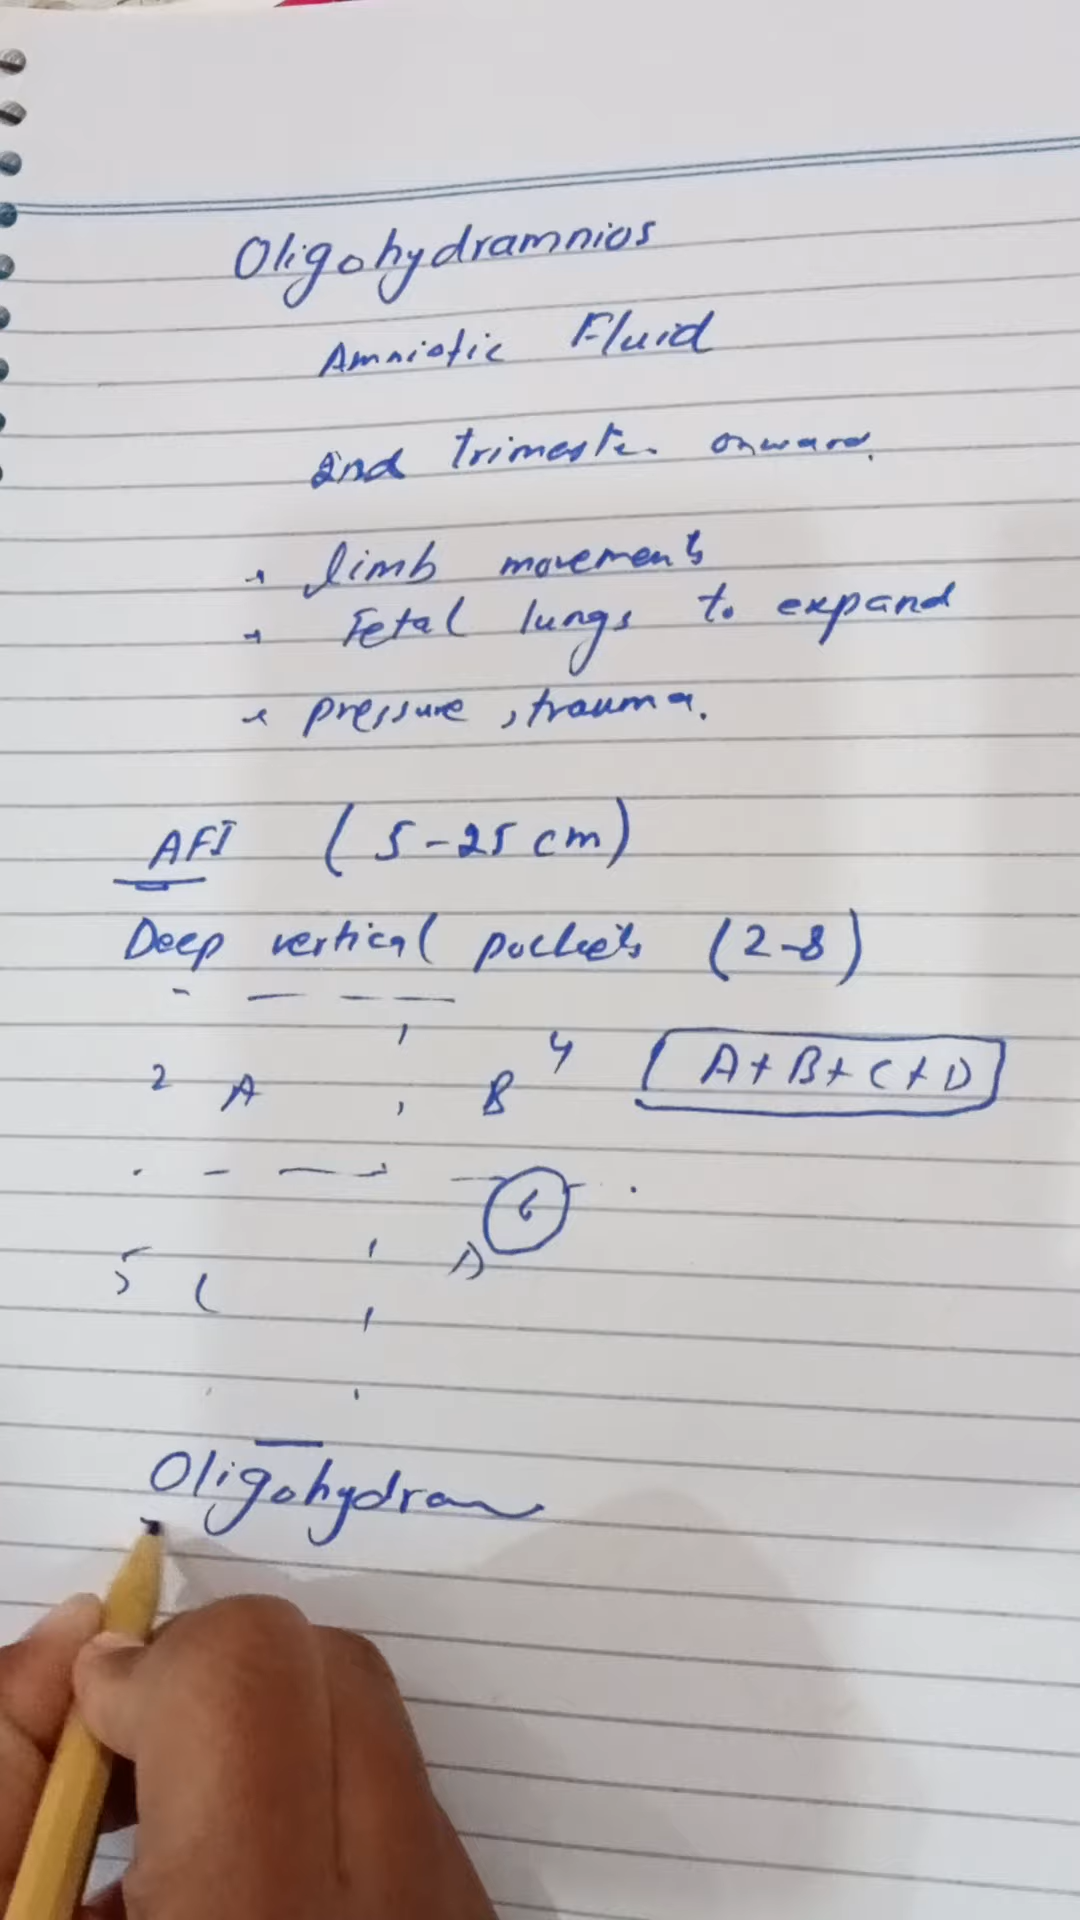 Oligohydramnios
Amniotic Fluid
2nd trimester onward.
limb movements
Fetal lungs to expand
pressure, trauma.
AFI (5-25 cm)
Deep vertical pockets (2-8)
2 A B 4 A+B+C+D
6
5 C D
Oligohydram